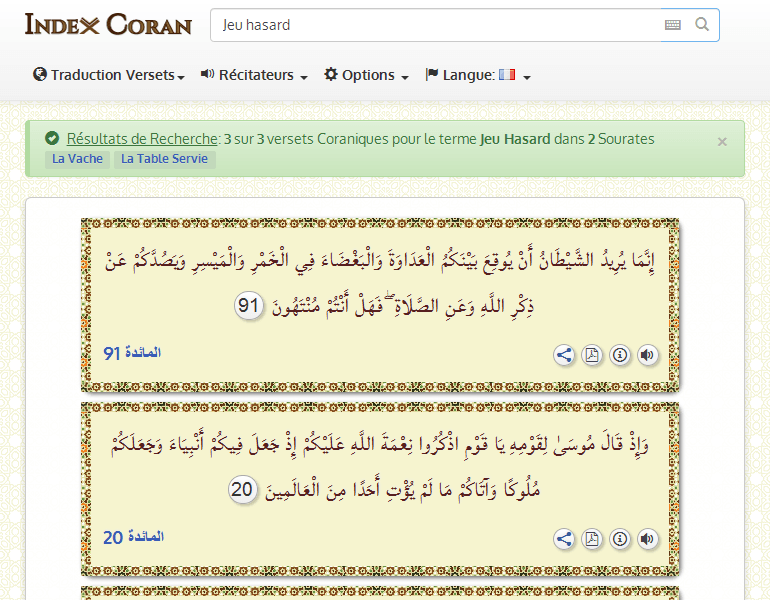 INDEX CORAN
Jeu hasard
Traduction Versets
Récitateurs
Options
Langue:
Résultats de Recherche: 3 sur 3 versets Coraniques pour le terme Jeu Hasard dans 2 Sourates
×
La Vache
La Table Servie
إِنَّمَا يُرِيدُ الشَّيْطَانُ أَنْ يُوقِعَ بَيْنَكُمُ الْعَدَاوَةَ وَالْبَغْضَاءَ فِي الْخَمْرِ وَالْمَيْسِرِ وَيَصُدَّكُمْ عَنْ
ذِكْرِ اللَّهِ وَعَنِ الصَّلَاةِ ۖ فَهَلْ أَنْتُمْ مُنْتَهُونَ 91
المائدة 91
وَإِذْ قَالَ مُوسَىٰ لِقَوْمِهِ يَا قَوْمِ اذْكُرُوا نِعْمَةَ اللَّهِ عَلَيْكُمْ إِذْ جَعَلَ فِيكُمْ أَنْبِيَاءَ وَجَعَلَكُمْ
مُلُوكًا وَآتَاكُمْ مَا لَمْ يُؤْتِ أَحَدًا مِنَ الْعَالَمِينَ 20
المائدة 20